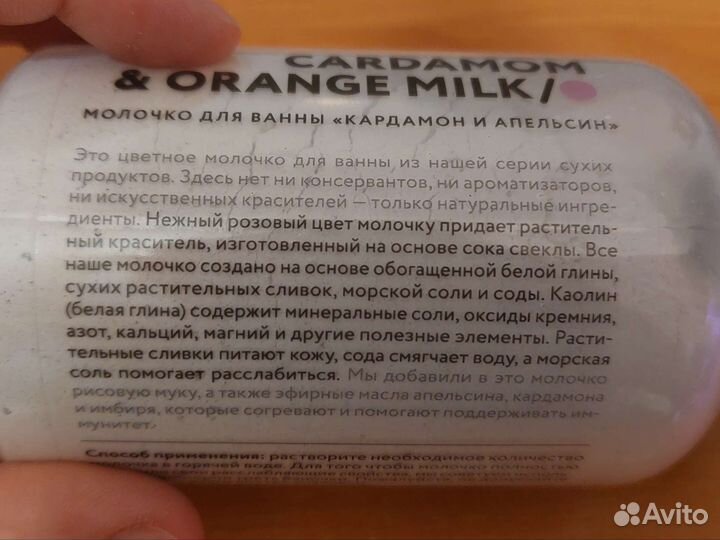 CARDAMOM
& ORANGE MILK/
МОЛОЧКО ДЛЯ ВАННЫ «КАРДАМОН И АПЕЛЬСИН»
Это цветное молочко для ванны из нашей серии сухих
продуктов. Здесь нет ни консервантов, ни ароматизаторов,
ни искусственных красителей — только натуральные ингре-
диенты. Нежный розовый цвет молочку придает раститель-
ный краситель, изготовленный на основе сока свеклы. Все
наше молочко создано на основе обогащенной белой глины,
сухих растительных сливок, морской соли и соды. Каолин
(белая глина) содержит минеральные соли, оксиды кремния,
азот, кальций, магний и другие полезные элементы. Расти-
тельные сливки питают кожу, сода смягчает воду, а морская
соль помогает расслабиться. Мы добавили в это молочко
рисовую муку, а также эфирные масла апельсина, кардамона
и имбиря, которые согревают и помогают поддерживать им-
мунитет.
Способ применения: растворите необходимое количество
молочка в горячей воде. Для того чтобы молочко полностью
Avito